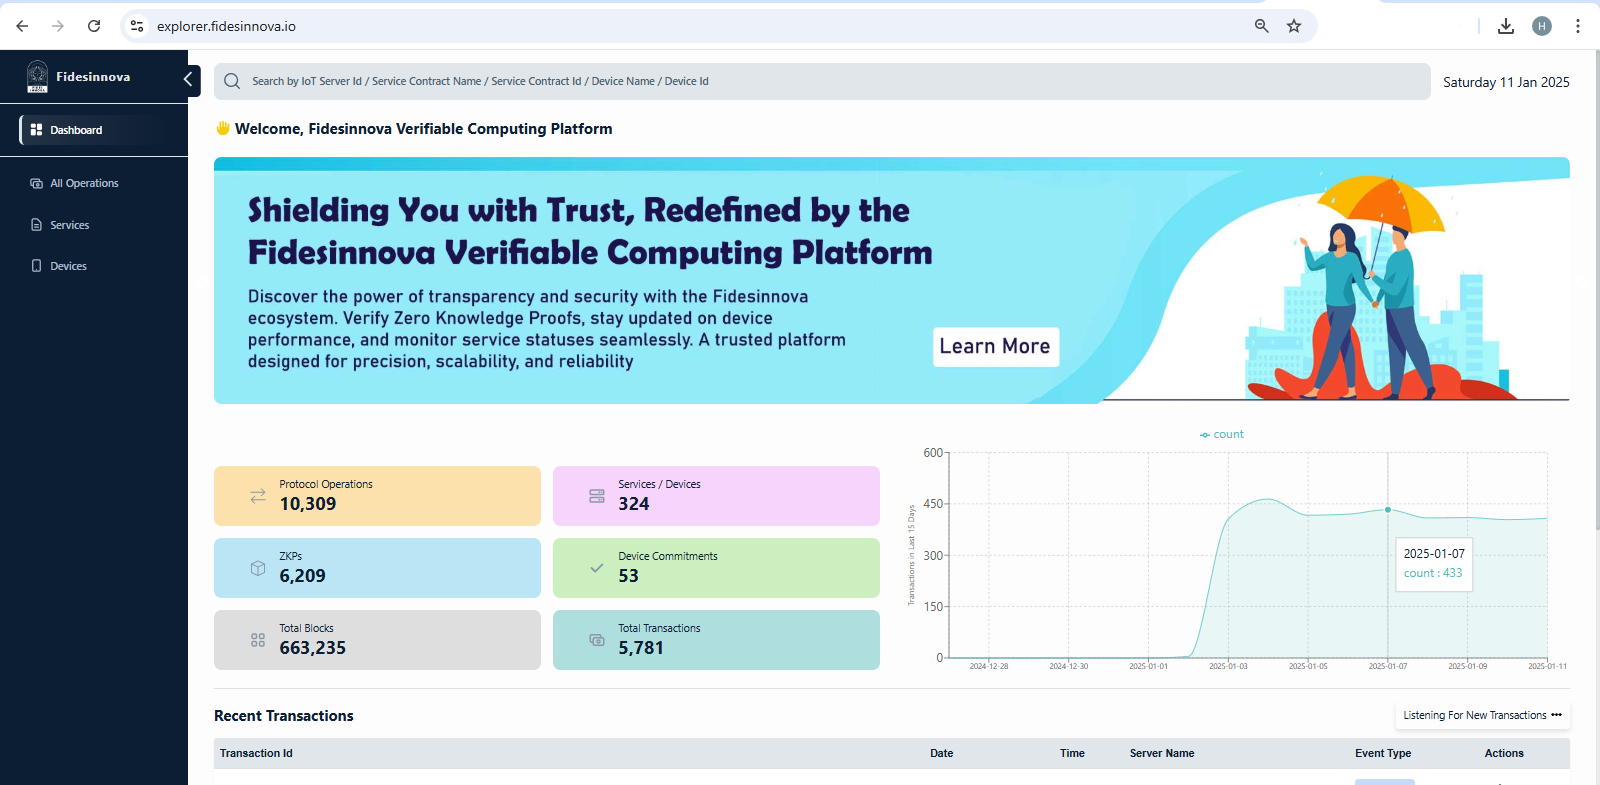 explorer.fidesinnova.io
H
Fidesinnova
Search by IoT Server Id / Service Contract Name / Service Contract Id / Device Name / Device Id
Saturday 11 Jan 2025
Dashboard
All Operations
Services
Devices
👋 Welcome, Fidesinnova Verifiable Computing Platform
Shielding You with Trust, Redefined by the
Fidesinnova Verifiable Computing Platform
Discover the power of transparency and security with the Fidesinnova
ecosystem. Verify Zero Knowledge Proofs, stay updated on device
performance, and monitor service statuses seamlessly. A trusted platform
designed for precision, scalability, and reliability
Learn More
Protocol Operations
10,309
Services / Devices
324
ZKPs
6,209
Device Commitments
53
Total Blocks
663,235
Total Transactions
5,781
count
Transactions in Last 15 Days
600
450
300
150
0
2025-01-07
count : 433
2024-12-28 2024-12-30 2025-01-01 2025-01-03 2025-01-05 2025-01-07 2025-01-09 2025-01-11
Recent Transactions
Listening For New Transactions •••
Transaction Id Date Time Server Name Event Type Actions